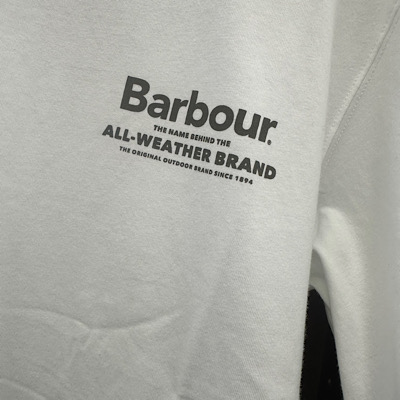 Barbour®
THE NAME BEHIND THE
ALL-WEATHER BRAND
THE ORIGINAL OUTDOOR BRAND SINCE 1894